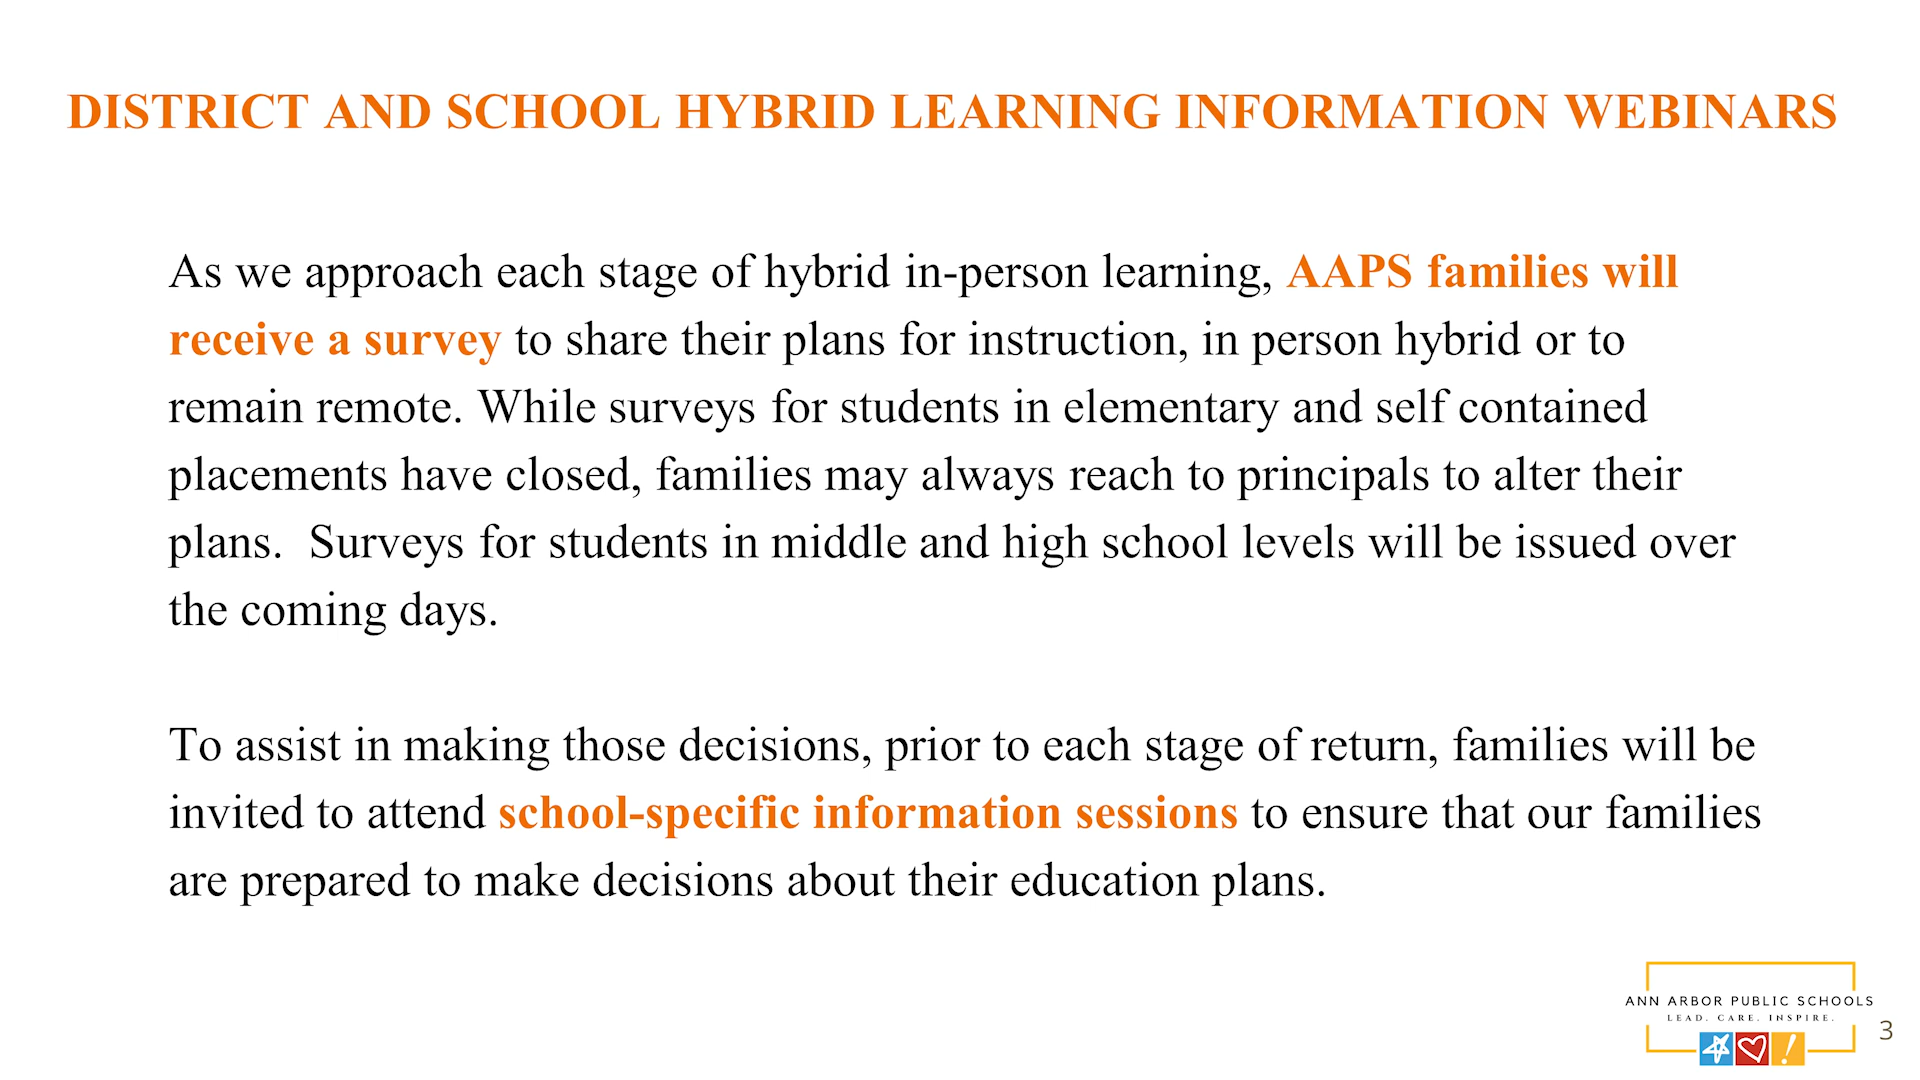 DISTRICT AND SCHOOL HYBRID LEARNING INFORMATION WEBINARS
As we approach each stage of hybrid in-person learning, AAPS families will
receive a survey to share their plans for instruction, in person hybrid or to
remain remote. While surveys for students in elementary and self contained
placements have closed, families may always reach to principals to alter their
plans.  Surveys for students in middle and high school levels will be issued over
the coming days.
To assist in making those decisions, prior to each stage of return, families will be
invited to attend school-specific information sessions to ensure that our families
are prepared to make decisions about their education plans.
ANN ARBOR PUBLIC SCHOOLS
LEAD. CARE. INSPIRE.
3